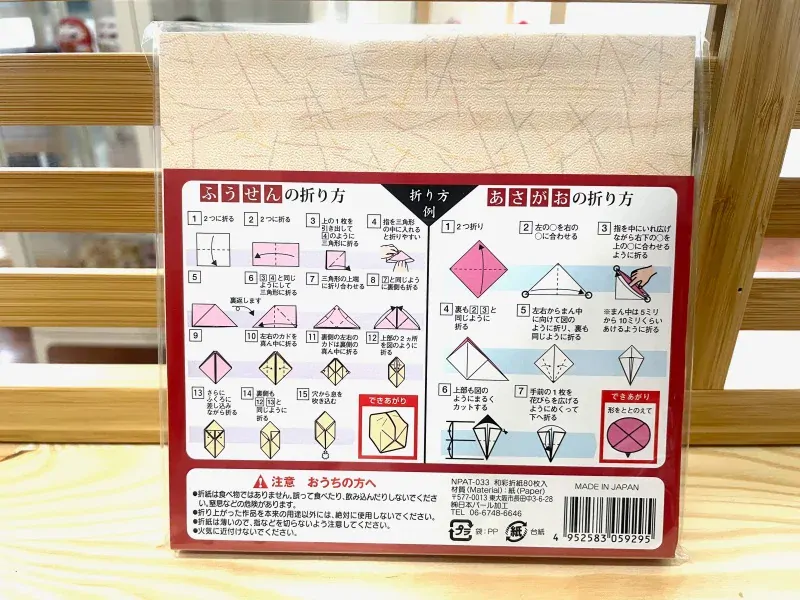 折り方
例
ふうせんの折り方
1 2つに折る
2 2つに折る
3 上の1枚を
引き出して
4のように
三角形に折る
4 指を三角形
の中に入れる
と折りやすい
5
6 3 4と同じ
ようにして
三角形に折る
裏返します
7 三角形の上端
に折り合わせる
8 7と同じよう
に裏側も折る
9
10 左右のカドを
真ん中に折る
11 裏側の左右の
カドは裏側の
真ん中に折る
12 上部の2ヵ所
を図のように
折る
13 さらに
ふくろに
差し込み
ながら折る
14 裏側も
12 13と
同じように
折る
15 穴から息を
吹き込む
できあがり
あさがおの折り方
1 2つ折り
2 左の○を右の
○に合わせる
3 指を中にいれ広げ
ながら右下の○を
上の○に合わせる
ように折る
※まん中は5ミリ
から10ミリくらい
あけるように折る
4 裏も2 3と
同じように
折る
5 左右からまん中
に向けて図の
ように折り、裏も
同じように折る
6 上部も図の
ようにまるく
カットする
7 手前の1枚を
花びらを広げる
ようにめくって
下へ折る
できあがり
形をととのえて
注意 おうちの方へ
●折紙は食べ物ではありません。誤って食べたり、飲み込んだりしないでくださ
い。窒息などの危険があります。
●折り上がった作品を本来の用途以外には、絶対に使用しないでください。
●折紙は薄いので、指などを切らないよう注意してください。
●火気に近付けないでください。
NPAT-033 和彩折紙80枚入
材質(Material):紙(Paper)
〒577-0013 東大阪市長田中3-6-28
㈱日本パール加工
TEL 06-6748-6646
プラ 袋:PP 紙 台紙
MADE IN JAPAN
4 952583 059295